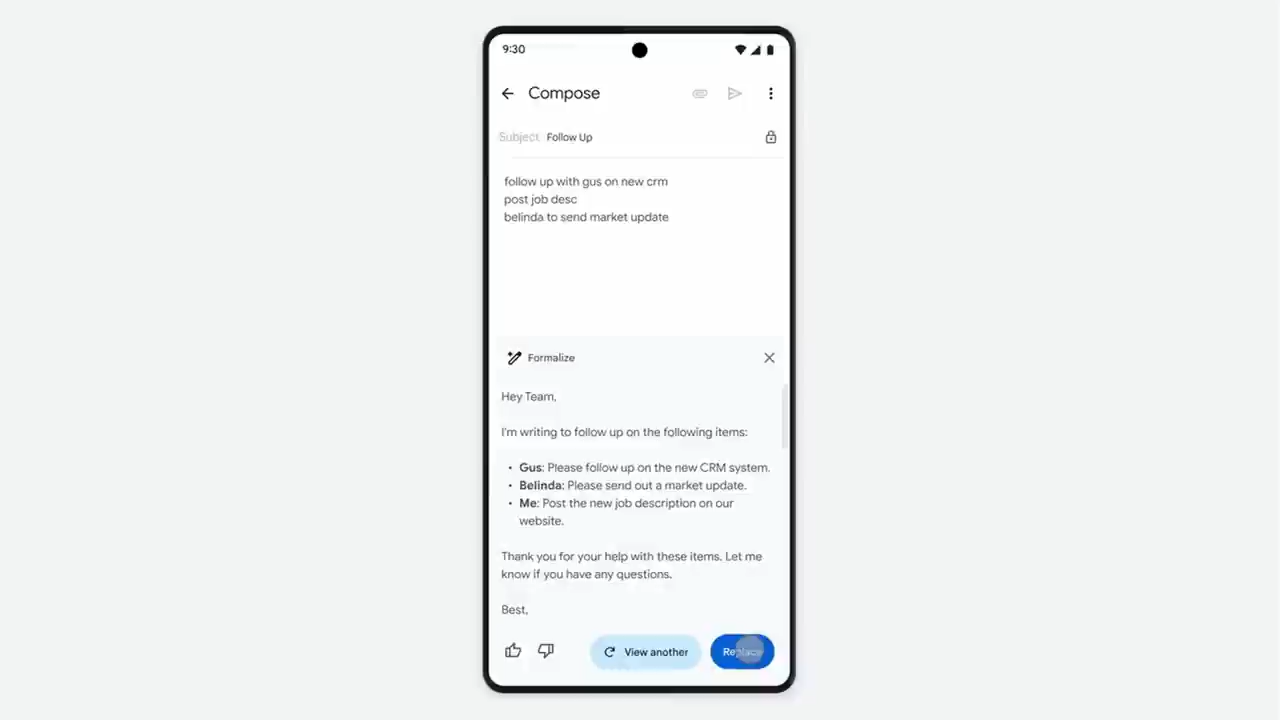 9:30
Compose
Subject Follow Up
follow up with gus on new crm
post job desc
belinda to send market update
Formalize
Hey Team,
I'm writing to follow up on the following items:
• Gus: Please follow up on the new CRM system.
• Belinda: Please send out a market update.
• Me: Post the new job description on our
website.
Thank you for your help with these items. Let me
know if you have any questions.
Best,
View another
Replace